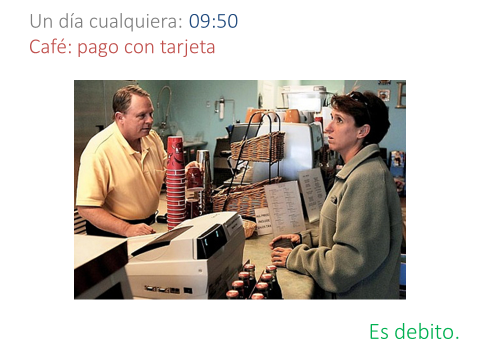 Un día cualquiera: 09:50
Café: pago con tarjeta
Es debito.